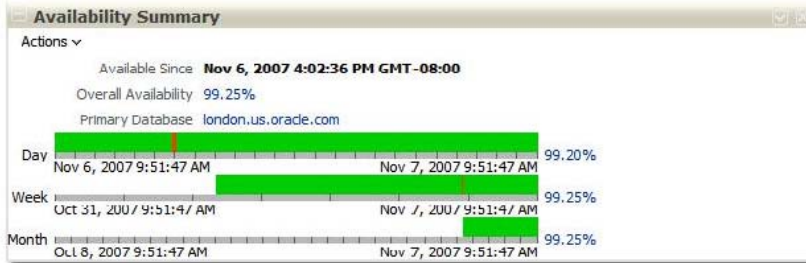 Availability Summary
Actions
Available Since Nov 6, 2007 4:02:36 PM GMT-08:00
Overall Availability 99.25%
Primary Database london.us.oracle.com
Day 99.20%
Nov 6, 2007 9:51:47 AM Nov 7, 2007 9:51:47 AM
Week 99.25%
Oct 31, 2007 9:51:47 AM Nov 7, 2007 9:51:47 AM
Month 99.25%
Oct 8, 2007 9:51:47 AM Nov 7, 2007 9:51:47 AM